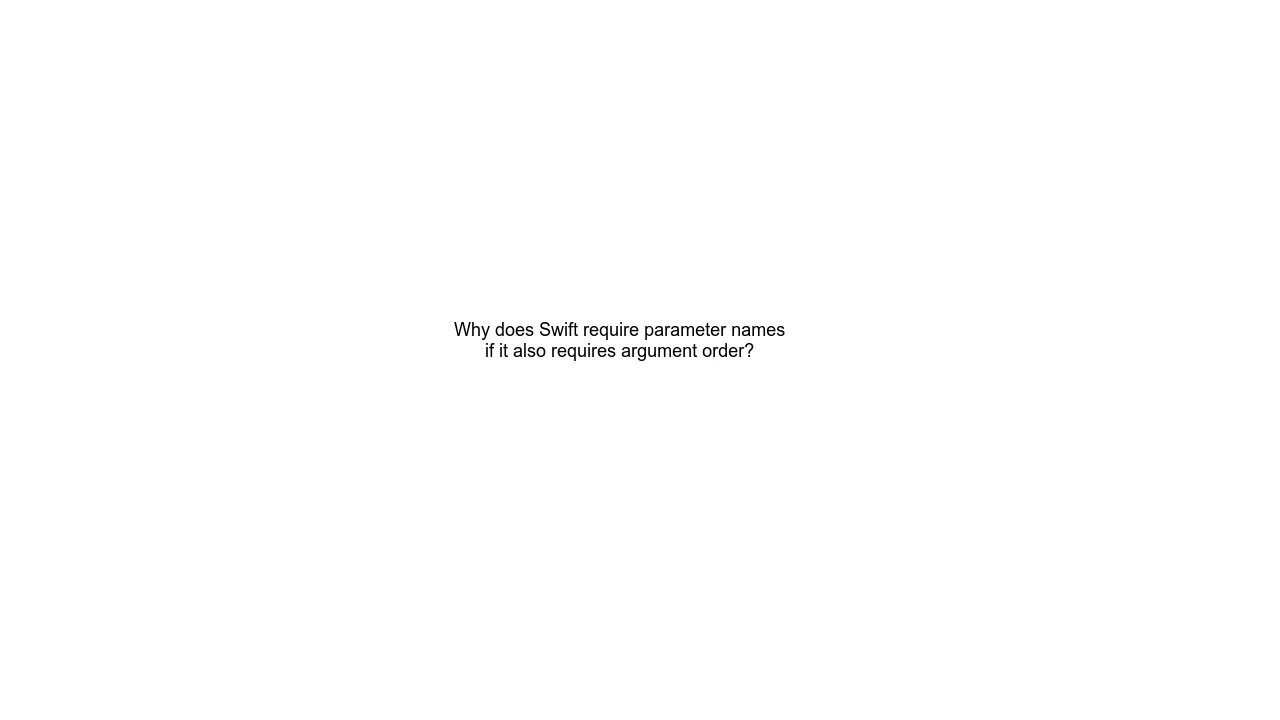 Why does Swift require parameter names
if it also requires argument order?